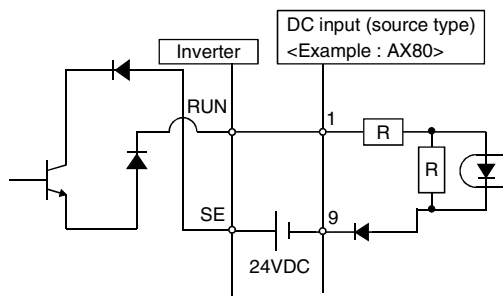 DC input (source type)
<Example : AX80>
Inverter
RUN
1
R
R
SE
9
24VDC